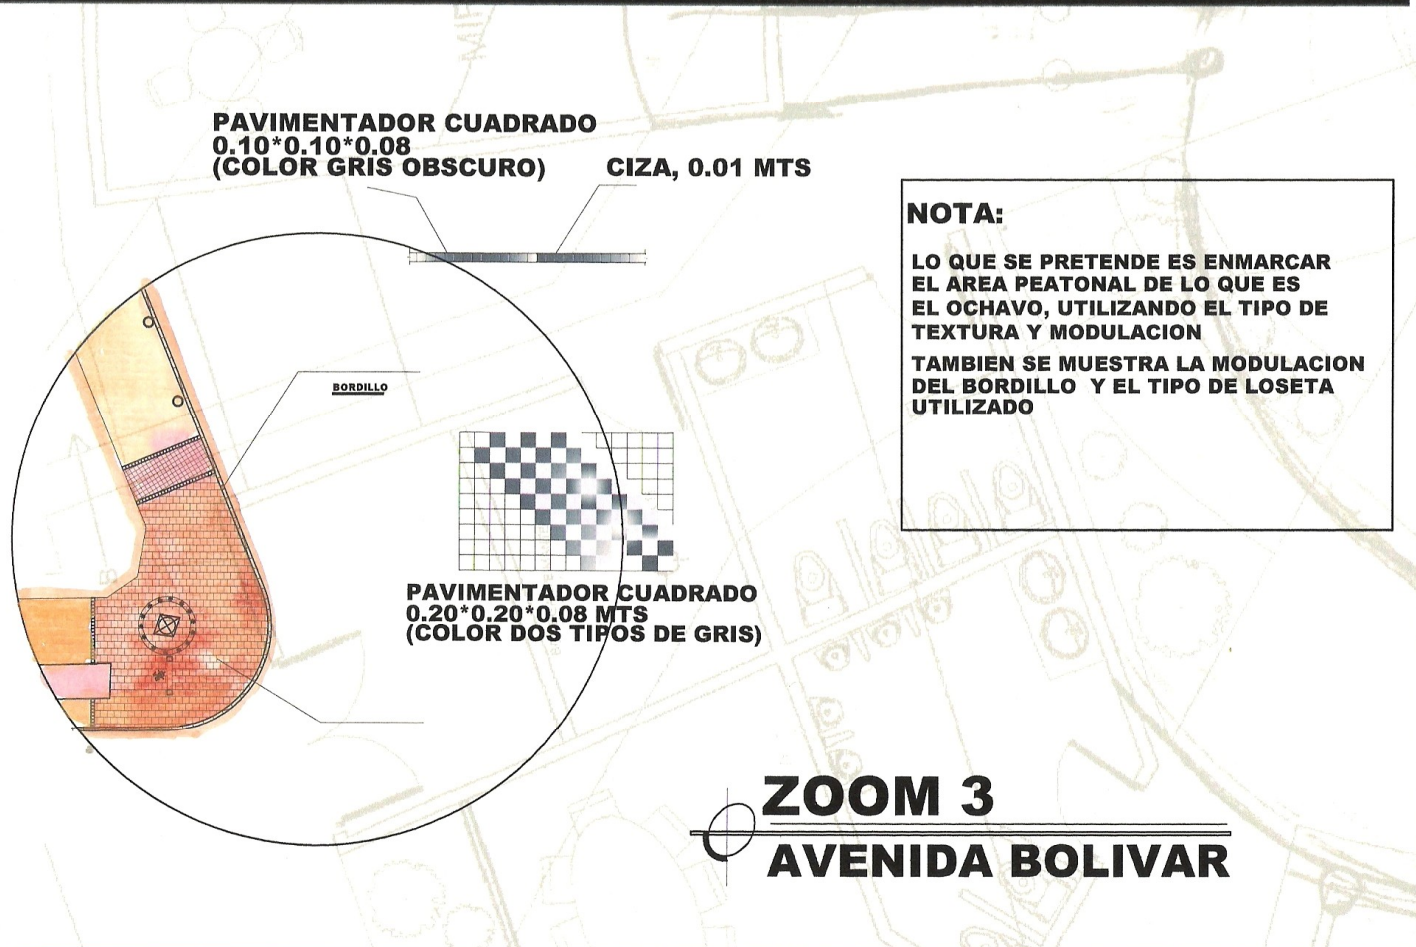 PAVIMENTADOR CUADRADO
0.10*0.10*0.08
(COLOR GRIS OBSCURO)
CIZA, 0.01 MTS
NOTA:
LO QUE SE PRETENDE ES ENMARCAR
EL AREA PEATONAL DE LO QUE ES
EL OCHAVO, UTILIZANDO EL TIPO DE
TEXTURA Y MODULACION
TAMBIEN SE MUESTRA LA MODULACION
DEL BORDILLO Y EL TIPO DE LOSETA
UTILIZADO
BORDILLO
PAVIMENTADOR CUADRADO
0.20*0.20*0.08 MTS
(COLOR DOS TIPOS DE GRIS)
ZOOM 3
AVENIDA BOLIVAR